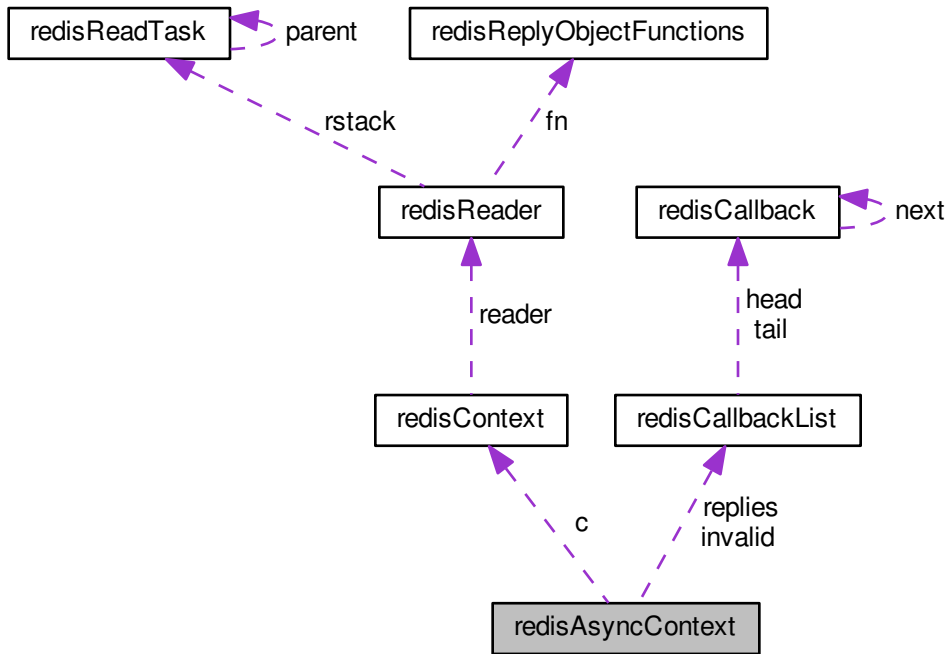 redisReadTask
parent
redisReplyObjectFunctions
rstack
fn
redisReader
redisCallback
next
reader
head
tail
redisContext
redisCallbackList
c
replies
invalid
redisAsyncContext